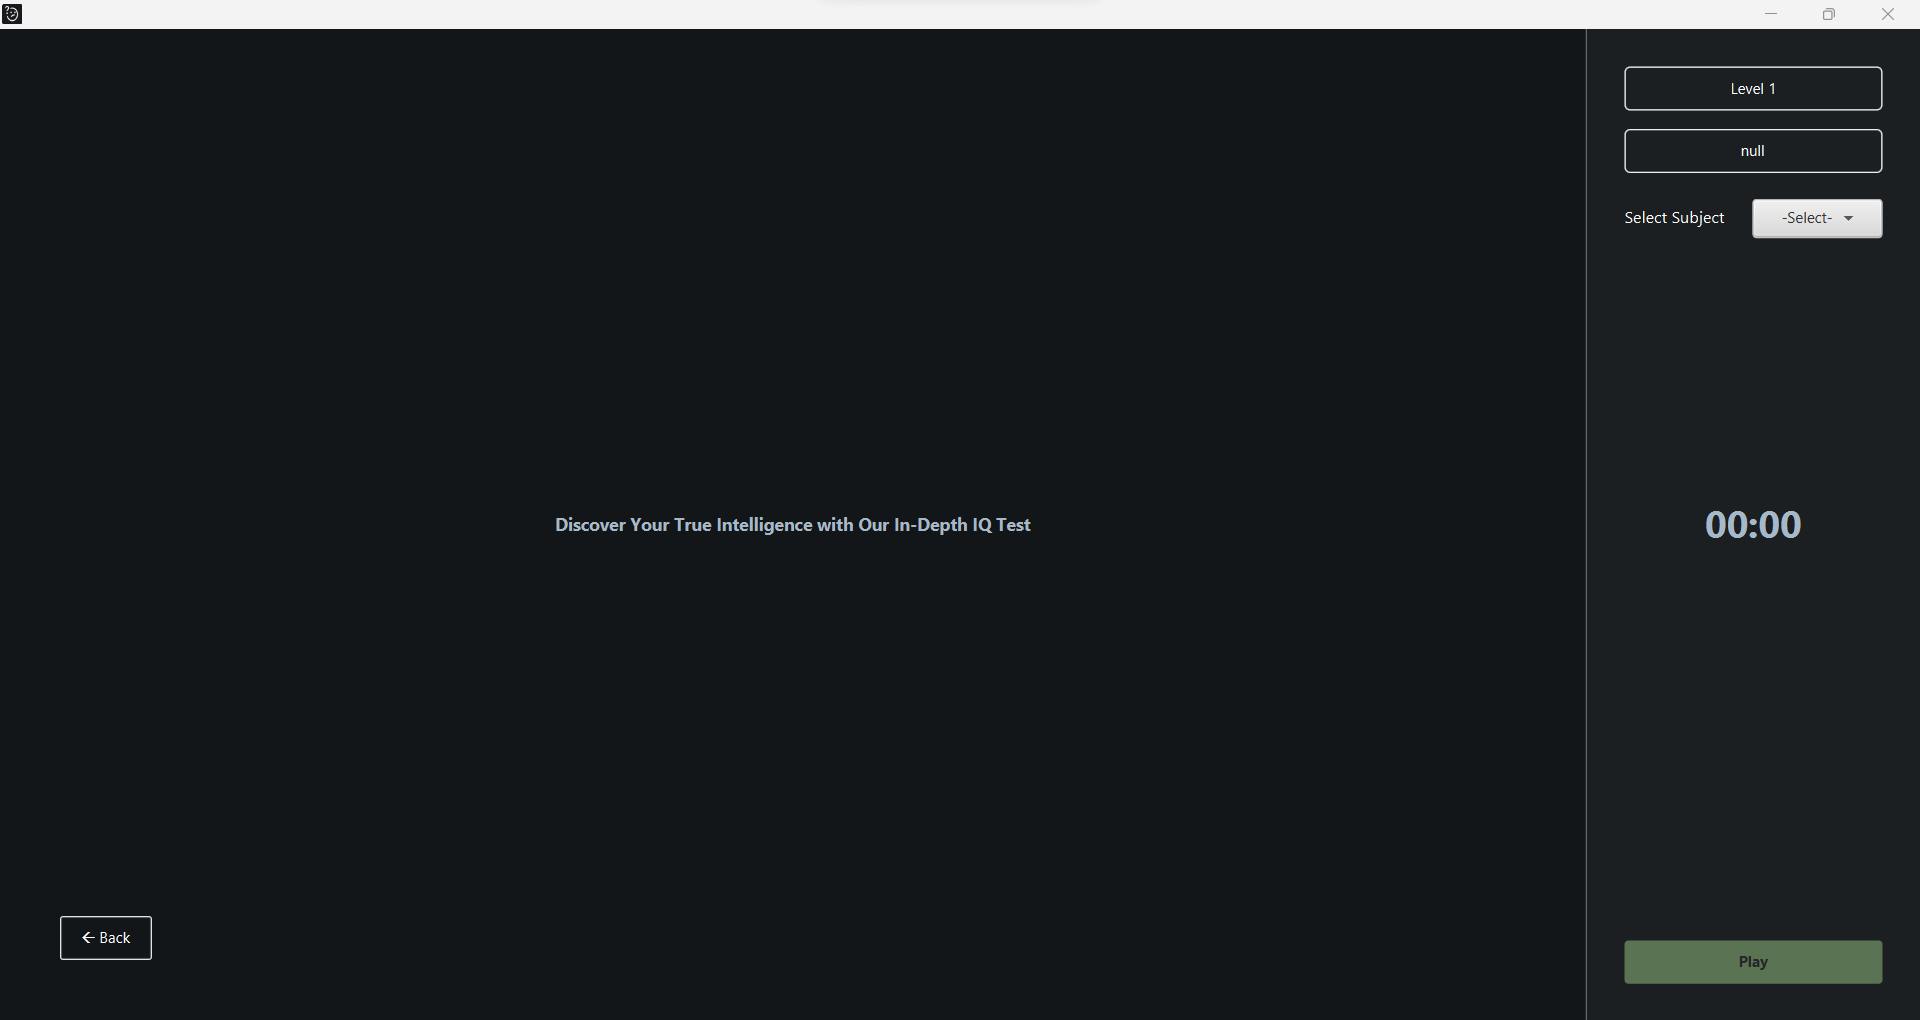 Level 1
null
Select Subject
-Select-
Discover Your True Intelligence with Our In-Depth IQ Test
00:00
← Back
Play